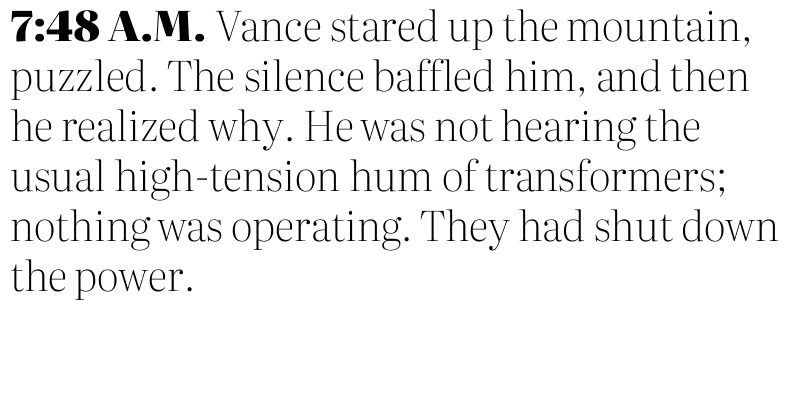 7:48 A.M. Vance stared up the mountain,
puzzled. The silence baffled him, and then
he realized why. He was not hearing the
usual high-tension hum of transformers;
nothing was operating. They had shut down
the power.